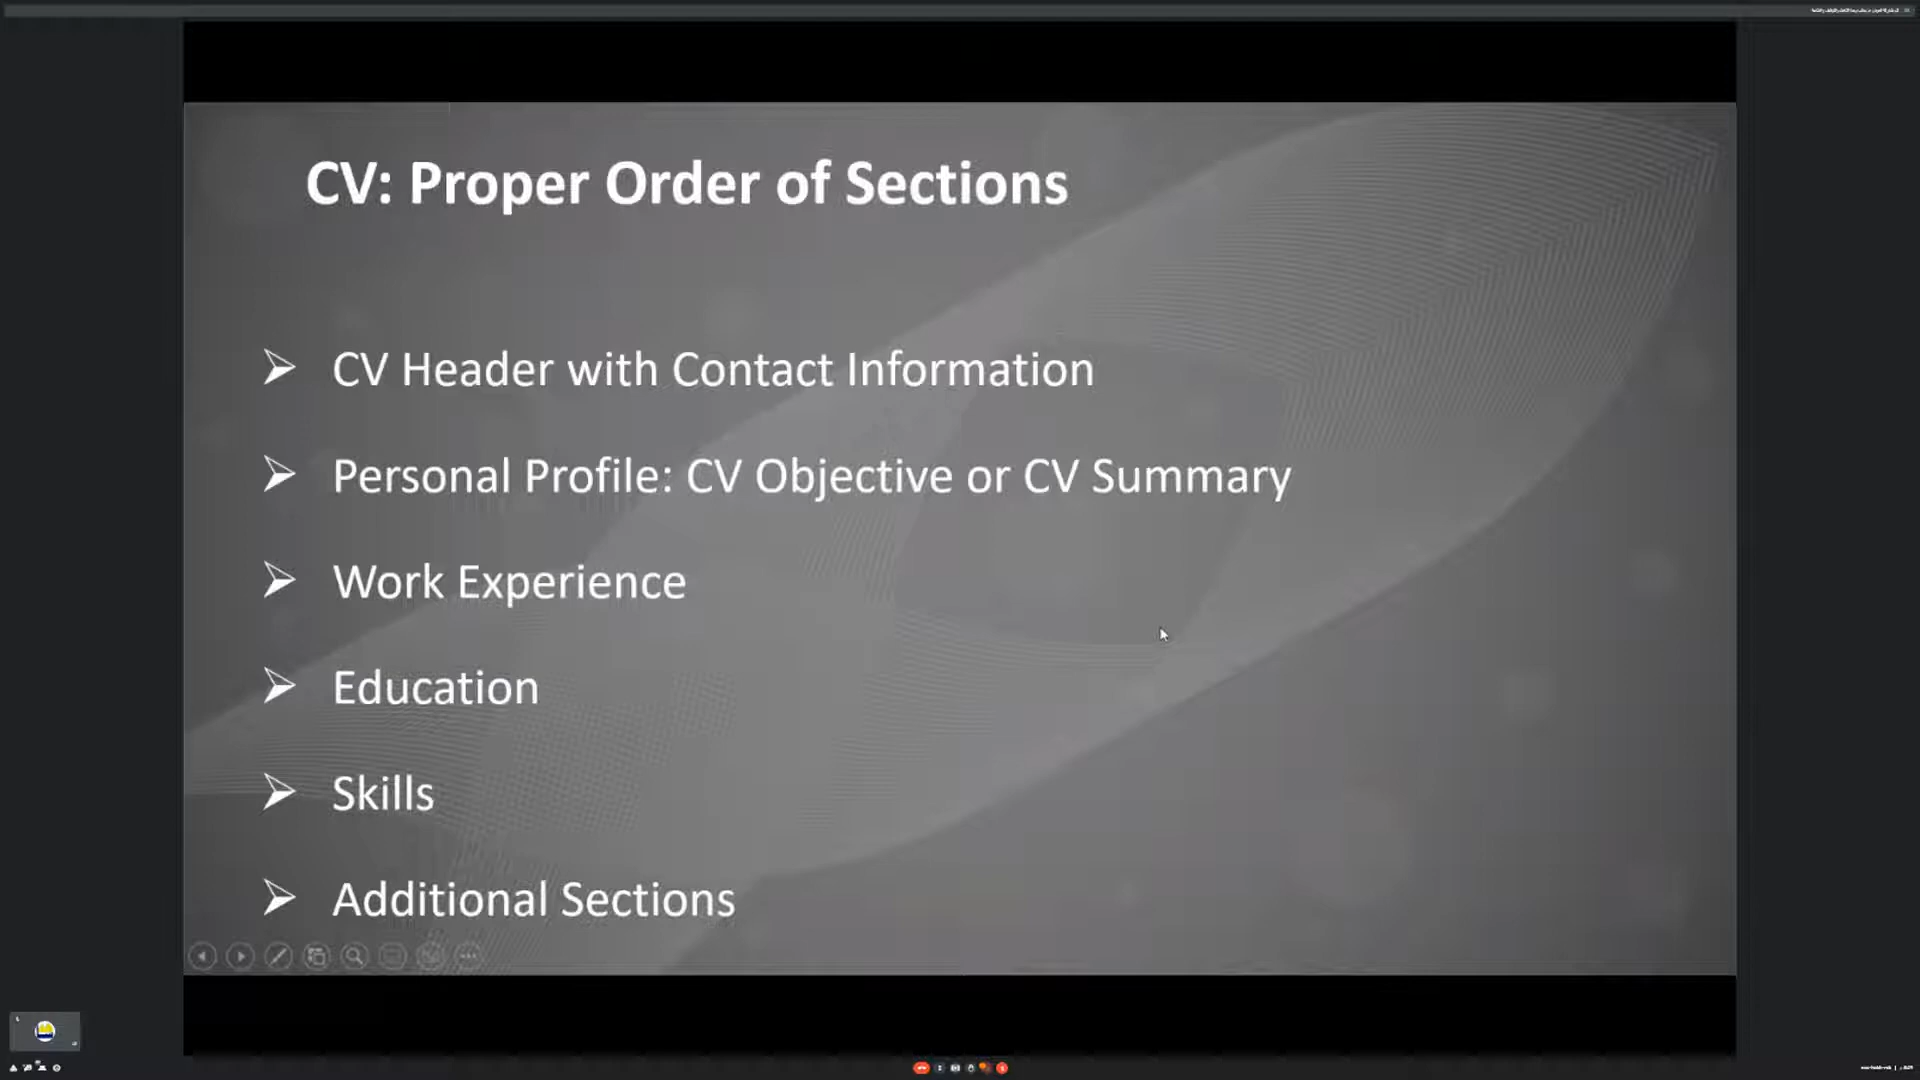 CV: Proper Order of Sections
CV Header with Contact Information
Personal Profile: CV Objective or CV Summary
Work Experience
Education
Skills
Additional Sections